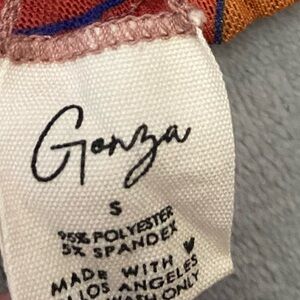 Gonza
S
95% POLYESTER
5% SPANDEX
MADE WITH ♥
LOS ANGELES
WASH ONLY